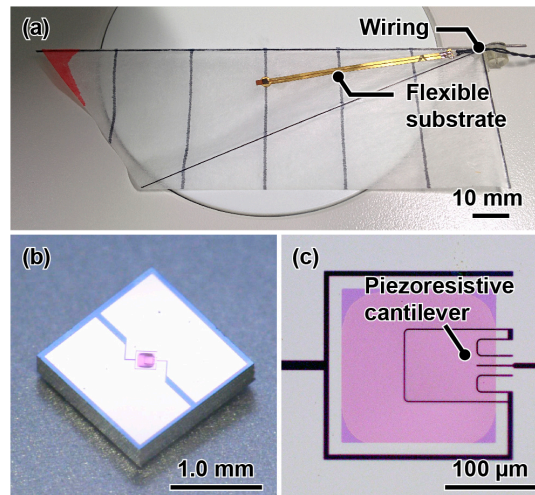 (a)
Wiring
Flexible
substrate
10 mm
(b)
1.0 mm
(c)
Piezoresistive
cantilever
100 µm